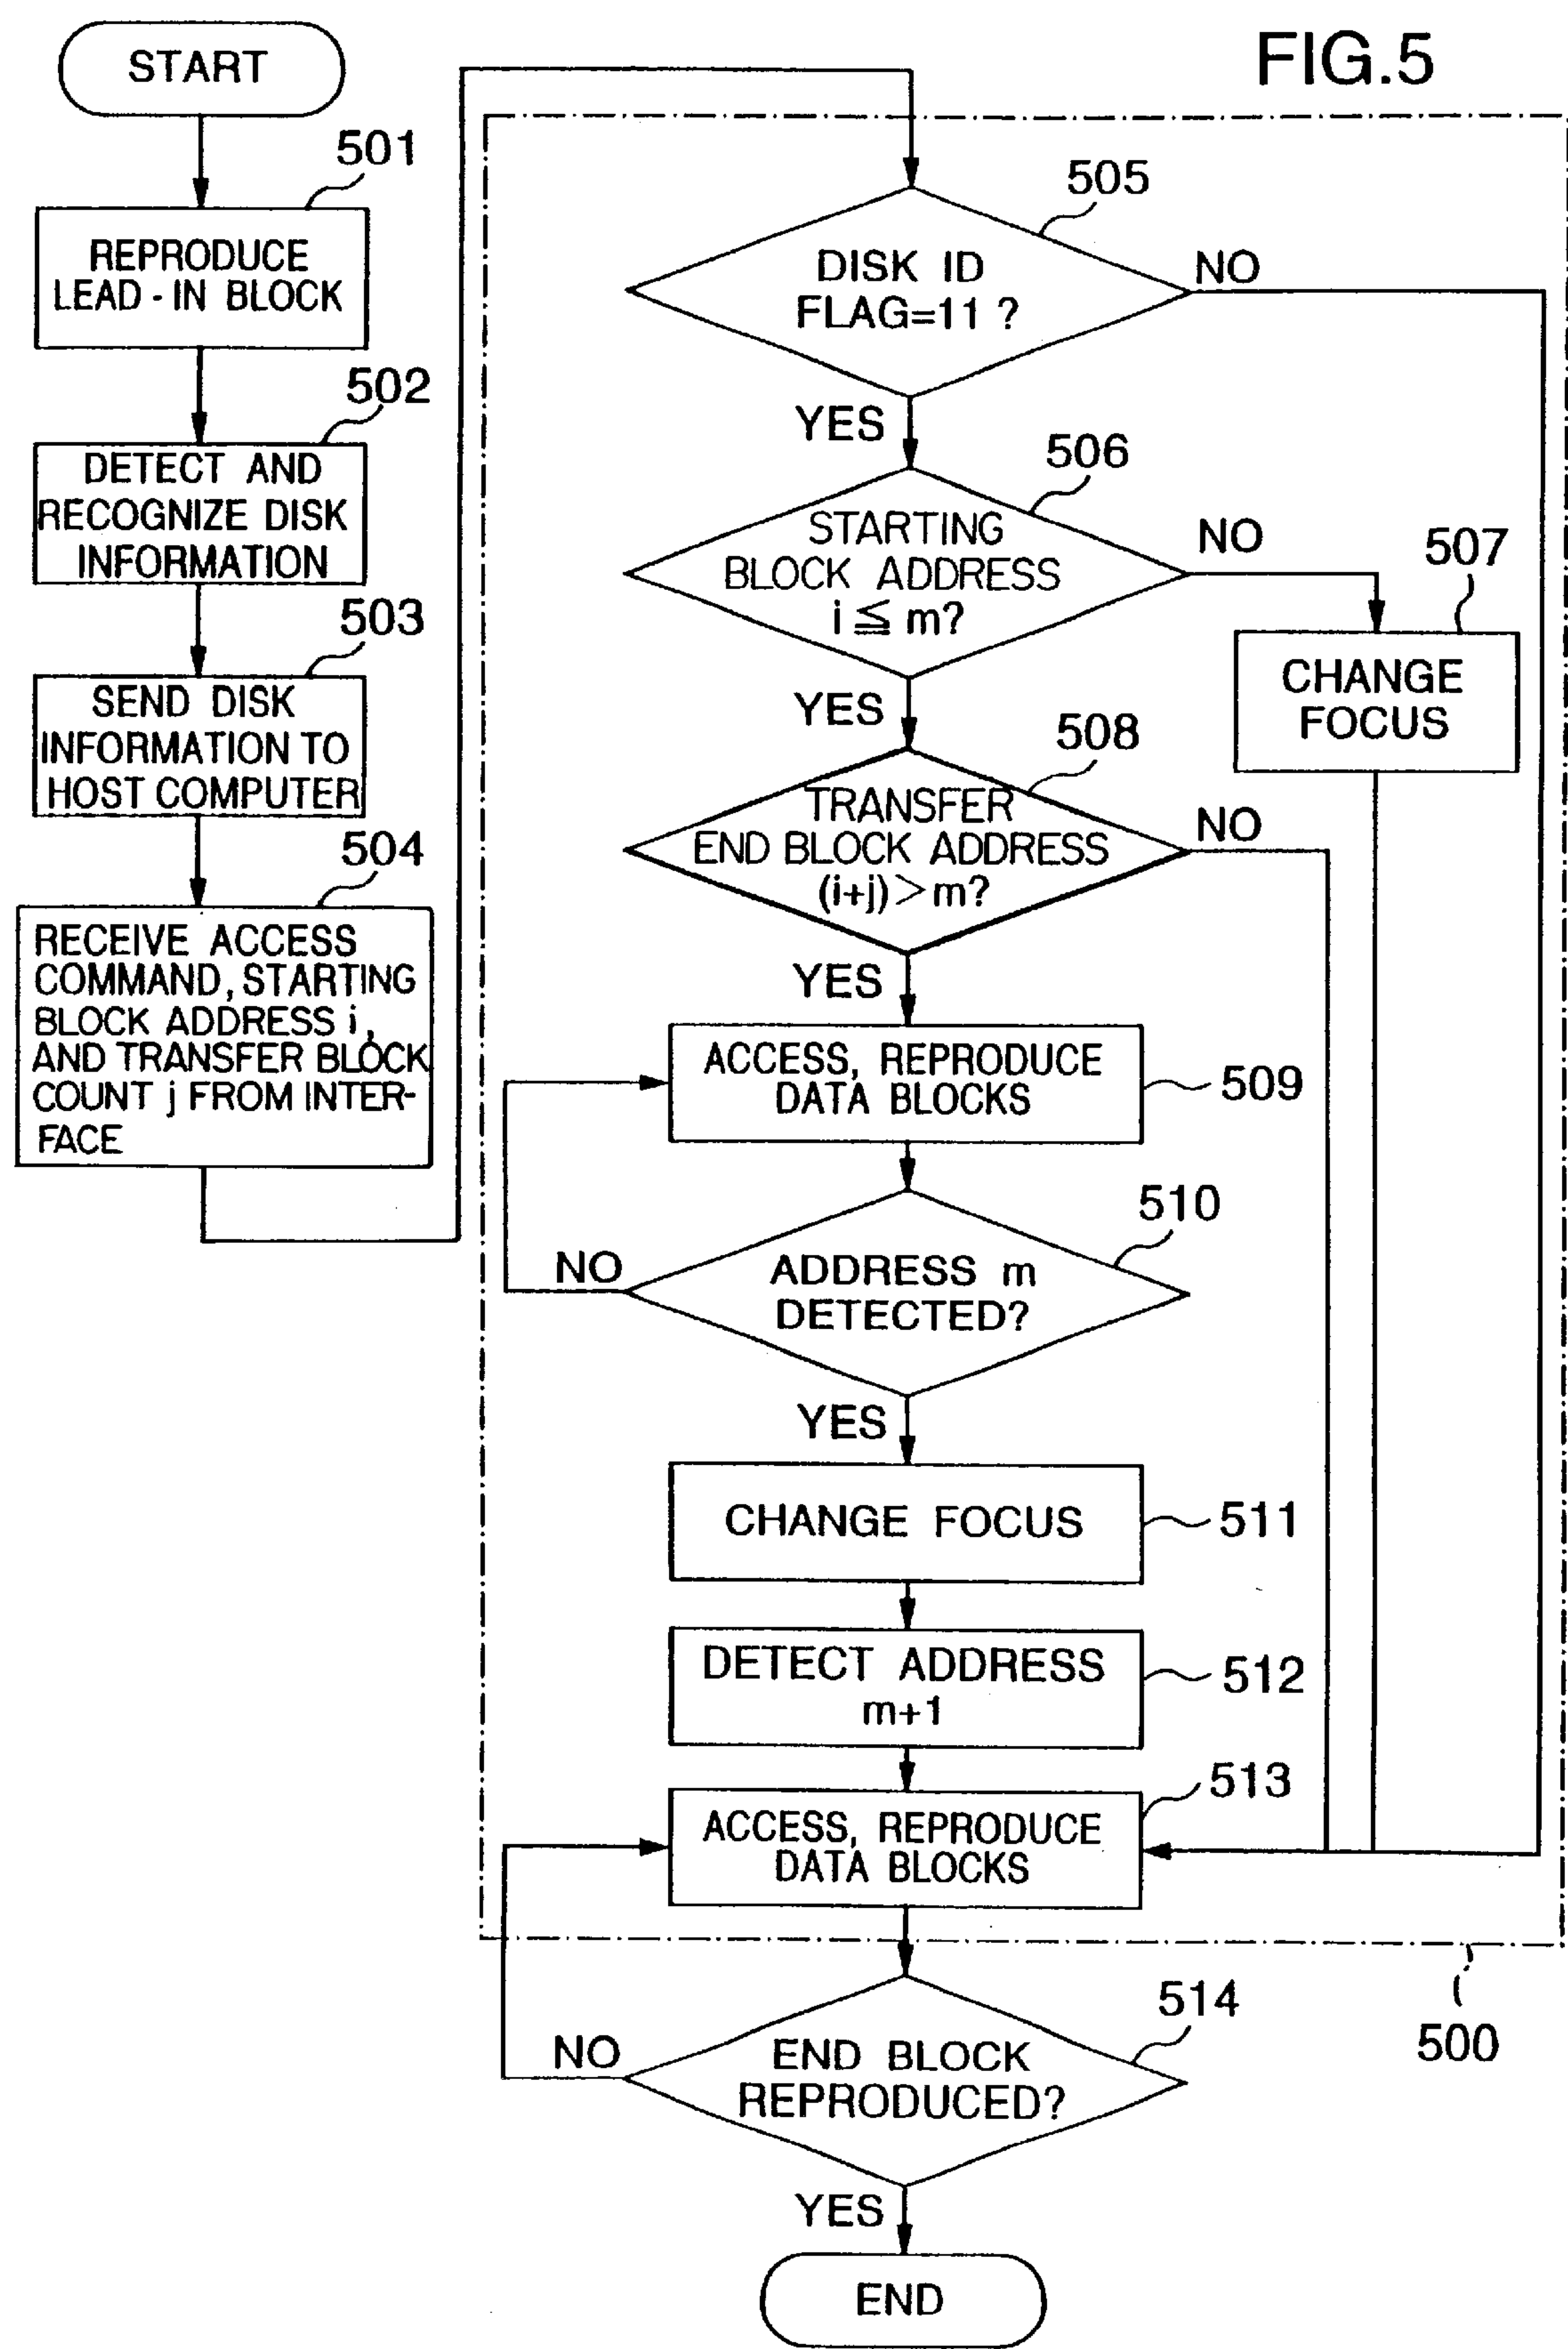 FIG.5
START
501
REPRODUCE
LEAD-IN BLOCK
502
DETECT AND
RECOGNIZE DISK
INFORMATION
503
SEND DISK
INFORMATION TO
HOST COMPUTER
504
RECEIVE ACCESS
COMMAND, STARTING
BLOCK ADDRESS i,
AND TRANSFER BLOCK
COUNT j FROM INTER-
FACE
505
DISK ID
FLAG=11 ?
NO
YES
506
STARTING
BLOCK ADDRESS
i ≦ m?
NO
507
CHANGE
FOCUS
YES
508
TRANSFER
END BLOCK ADDRESS
(i+j) > m?
NO
YES
ACCESS, REPRODUCE
DATA BLOCKS
509
510
ADDRESS m
DETECTED?
NO
YES
CHANGE FOCUS
511
DETECT ADDRESS
m+1
512
513
ACCESS, REPRODUCE
DATA BLOCKS
500
514
END BLOCK
REPRODUCED?
NO
YES
END